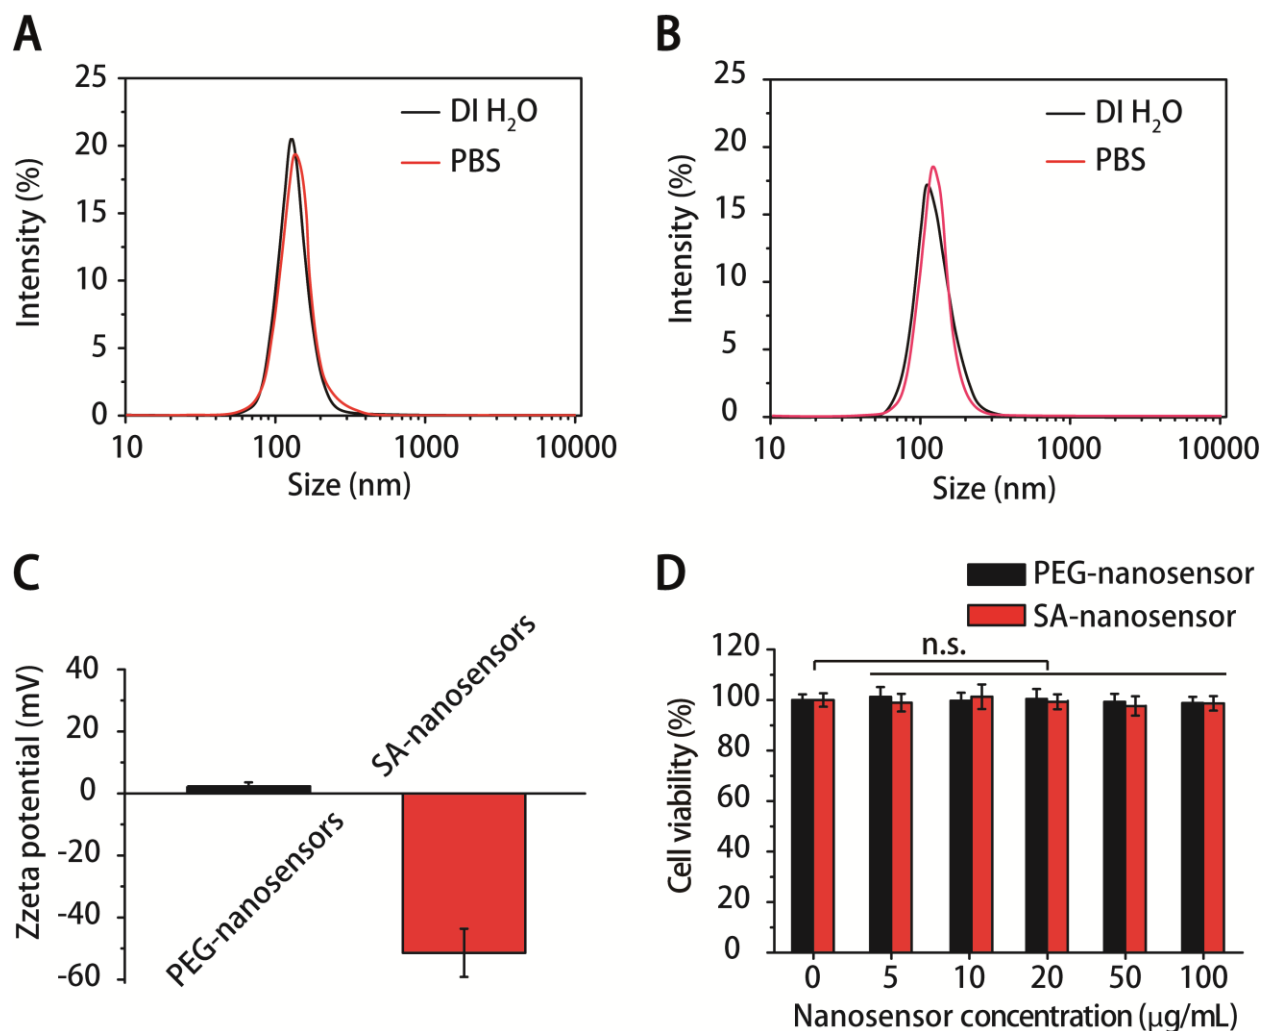 A
25
20
15
10
5
0
Intensity (%)
DI H₂O
PBS
10 100 1000 10000
Size (nm)
B
25
20
15
10
5
0
Intensity (%)
DI H₂O
PBS
10 100 1000 10000
Size (nm)
C
40
20
0
-20
-40
-60
Zzeta potential (mV)
PEG-nanosensors
SA-nanosensors
D
PEG-nanosensor
SA-nanosensor
n.s.
120
100
80
60
40
20
0
Cell viability (%)
0 5 10 20 50 100
Nanosensor concentration (μg/mL)